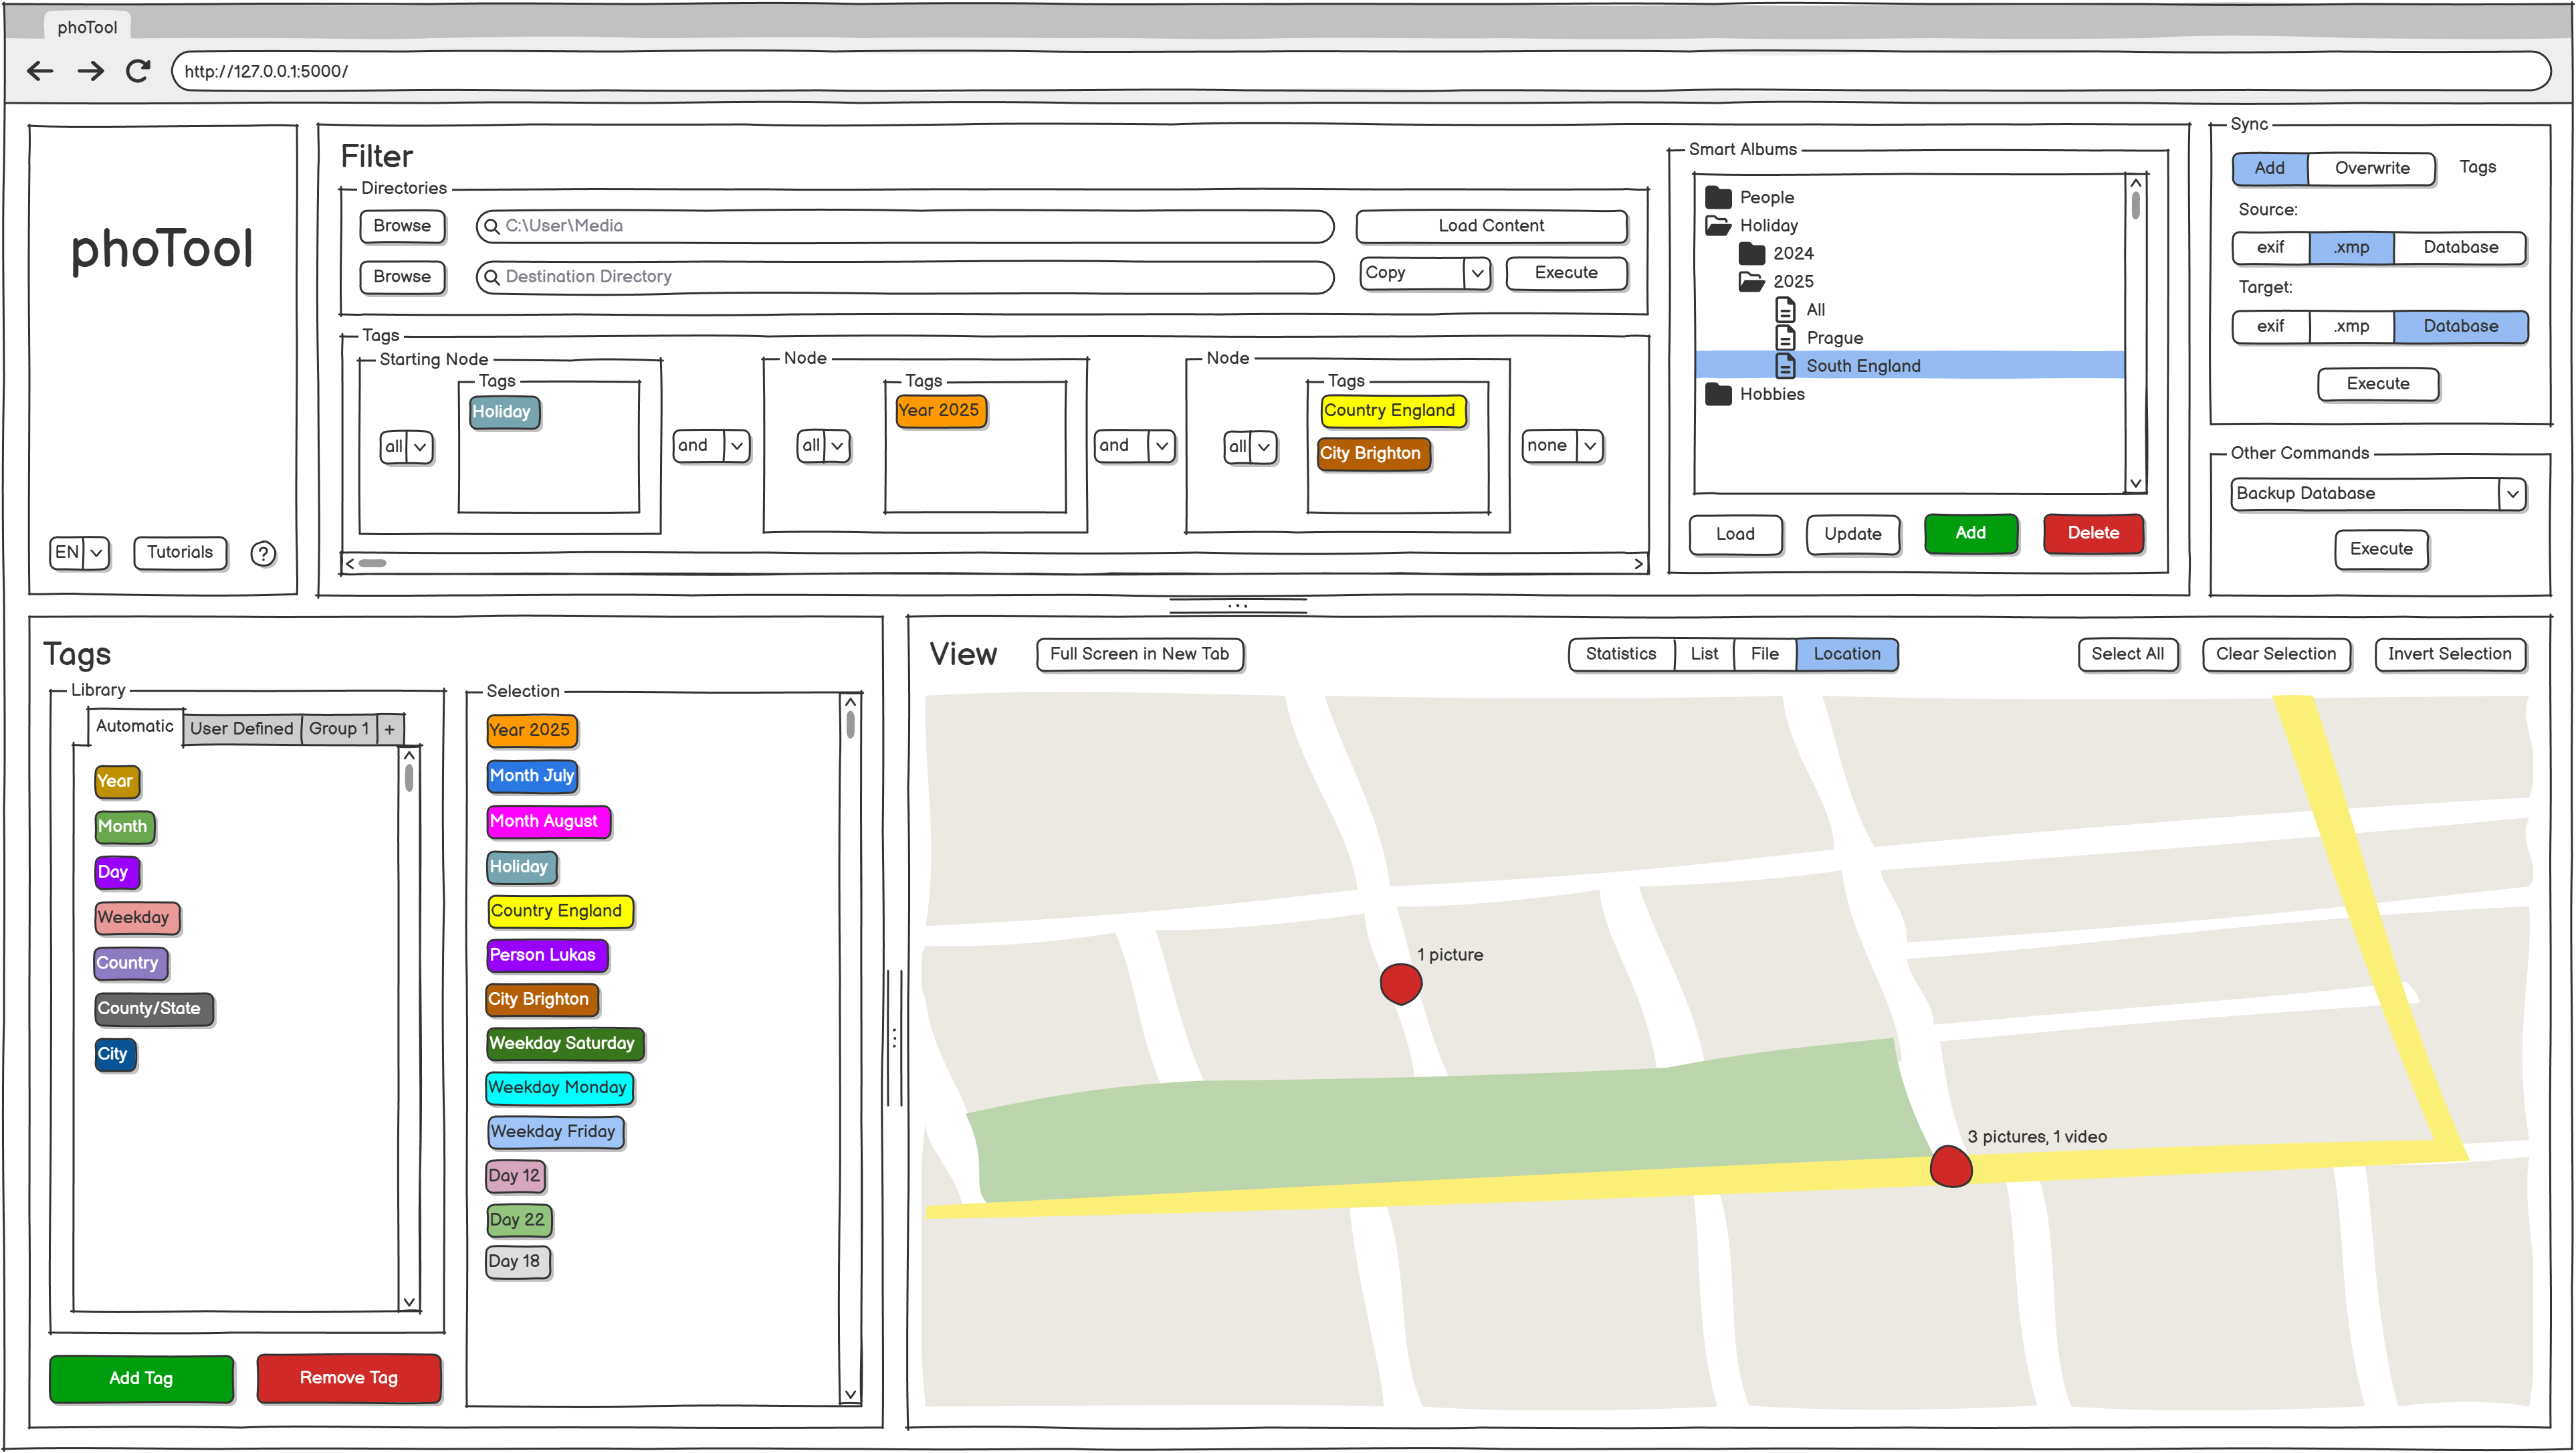 phoTool
http://127.0.0.1:5000/
phoTool
EN
Tutorials
?
Filter
Directories
Browse
C:\User\Media
Load Content
Browse
Destination Directory
Copy
Execute
Tags
Starting Node
all
Tags
Holiday
and
Node
all
Tags
Year 2025
and
Node
all
Tags
Country England
City Brighton
none
Smart Albums
People
Holiday
2024
2025
All
Prague
South England
Hobbies
Load
Update
Add
Delete
Sync
Add
Overwrite
Tags
Source:
exif
.xmp
Database
Target:
exif
.xmp
Database
Execute
Other Commands
Backup Database
Execute
Tags
Library
Automatic
User Defined
Group 1
+
Year
Month
Day
Weekday
Country
County/State
City
Add Tag
Remove Tag
Selection
Year 2025
Month July
Month August
Holiday
Country England
Person Lukas
City Brighton
Weekday Saturday
Weekday Monday
Weekday Friday
Day 12
Day 22
Day 18
View
Full Screen in New Tab
Statistics
List
File
Location
Select All
Clear Selection
Invert Selection
1 picture
3 pictures, 1 video